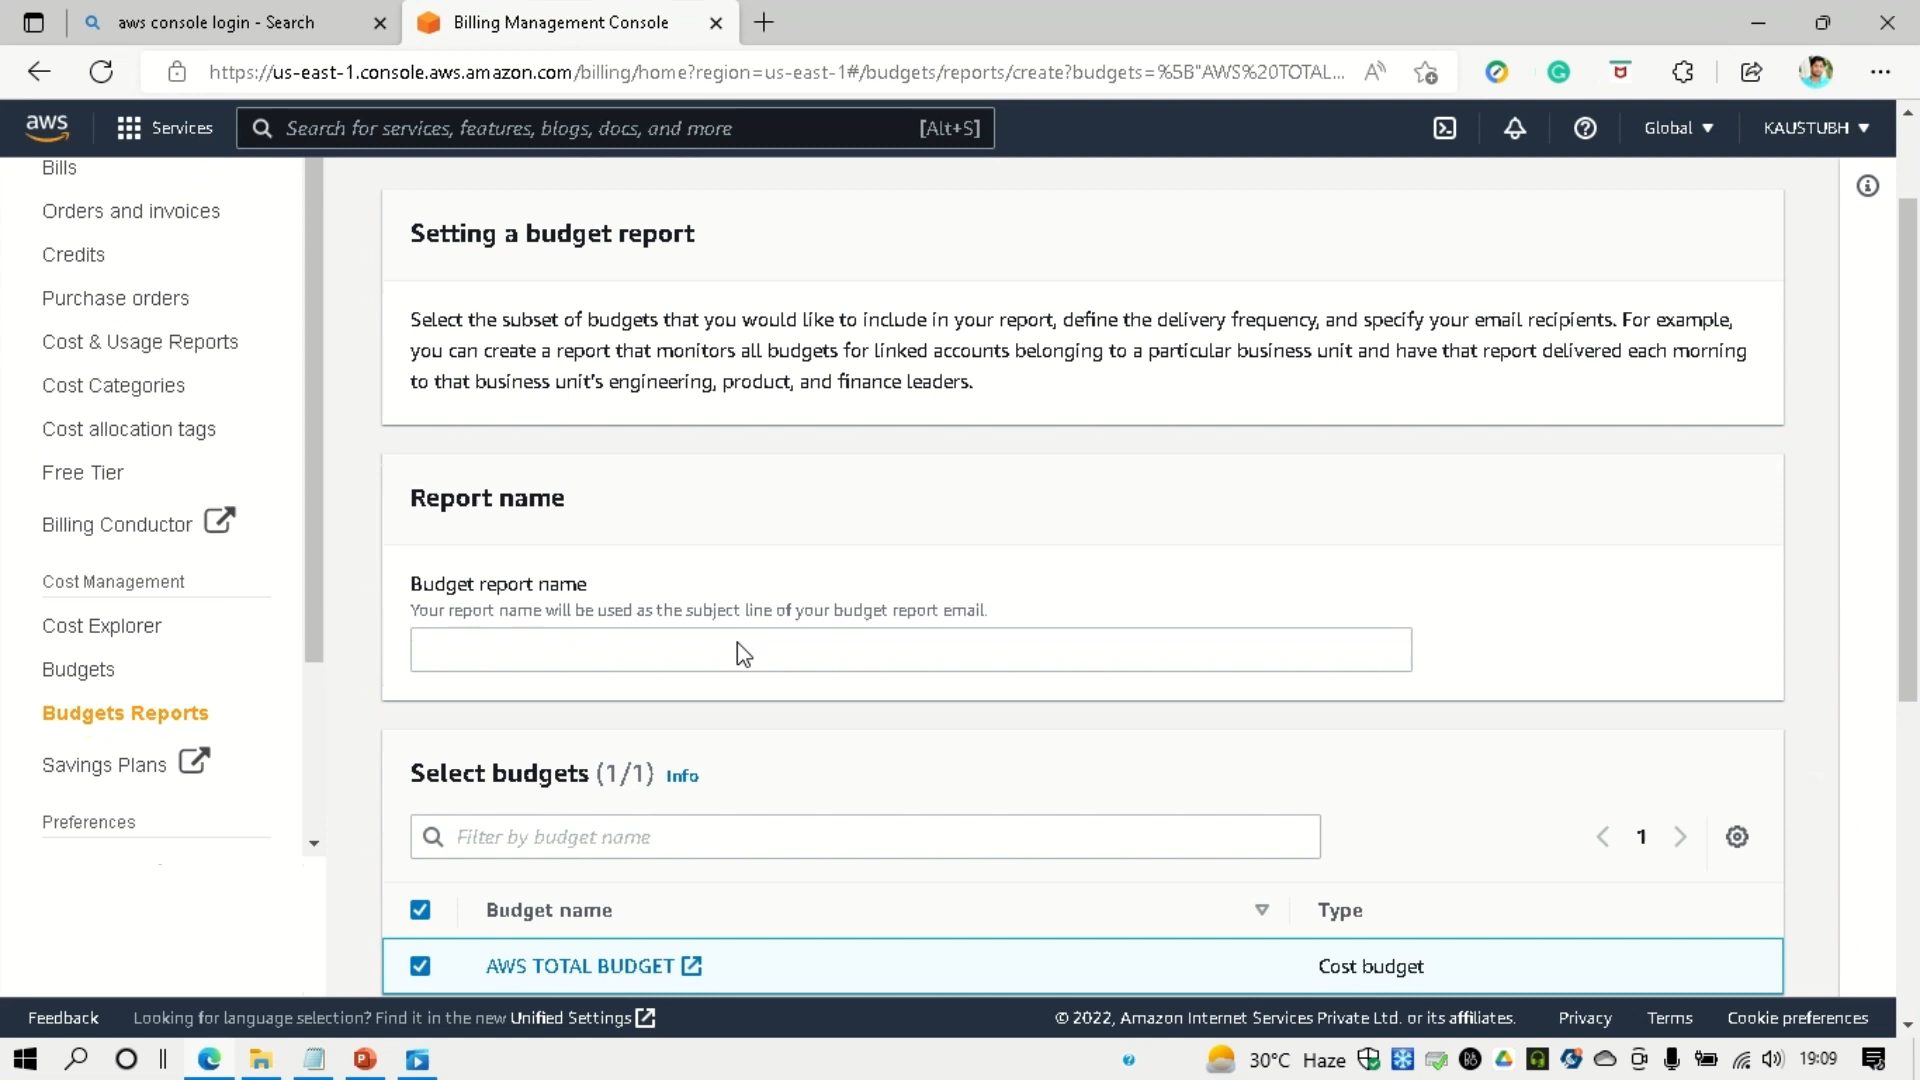 aws console login - Search
Billing Management Console
https://us-east-1.console.aws.amazon.com/billing/home?region=us-east-1#/budgets/reports/create?budgets=%5B"AWS%20TOTAL...
aws
Services
Search for services, features, blogs, docs, and more
[Alt+S]
Global
KAUSTUBH
Bills
Orders and invoices
Credits
Purchase orders
Cost & Usage Reports
Cost Categories
Cost allocation tags
Free Tier
Billing Conductor
Cost Management
Cost Explorer
Budgets
Budgets Reports
Savings Plans
Preferences
Setting a budget report
Select the subset of budgets that you would like to include in your report, define the delivery frequency, and specify your email recipients. For example,
you can create a report that monitors all budgets for linked accounts belonging to a particular business unit and have that report delivered each morning
to that business unit's engineering, product, and finance leaders.
Report name
Budget report name
Your report name will be used as the subject line of your budget report email.
Select budgets (1/1) Info
Filter by budget name
1
Budget name
Type
AWS TOTAL BUDGET
Cost budget
Feedback
Looking for language selection? Find it in the new Unified Settings
© 2022, Amazon Internet Services Private Ltd. or its affiliates.
Privacy
Terms
Cookie preferences
30°C Haze
19:09